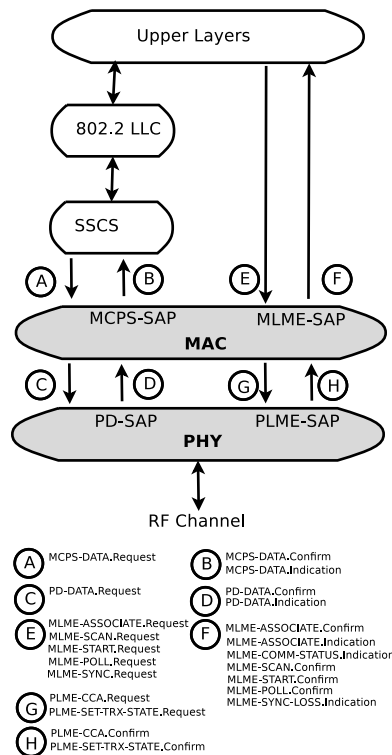 Upper Layers
802.2 LLC
SSCS
A
B
E
F
MCPS-SAP
MLME-SAP
MAC
C
D
G
H
PD-SAP
PLME-SAP
PHY
RF Channel
A
MCPS-DATA.Request
B
MCPS-DATA.Confirm
MCPS-DATA.Indication
C
PD-DATA.Request
D
PD-DATA.Confirm
PD-DATA.Indication
E
MLME-ASSOCIATE.Request
MLME-SCAN.Request
MLME-START.Request
MLME-POLL.Request
MLME-SYNC.Request
F
MLME-ASSOCIATE.Confirm
MLME-ASSOCIATE.Indication
MLME-COMM-STATUS.Indication
MLME-SCAN.Confirm
MLME-START.Confirm
MLME-POLL.Confirm
MLME-SYNC-LOSS.Indication
G
PLME-CCA.Request
PLME-SET-TRX-STATE.Request
H
PLME-CCA.Confirm
PLME-SET-TRX-STATE.Confirm